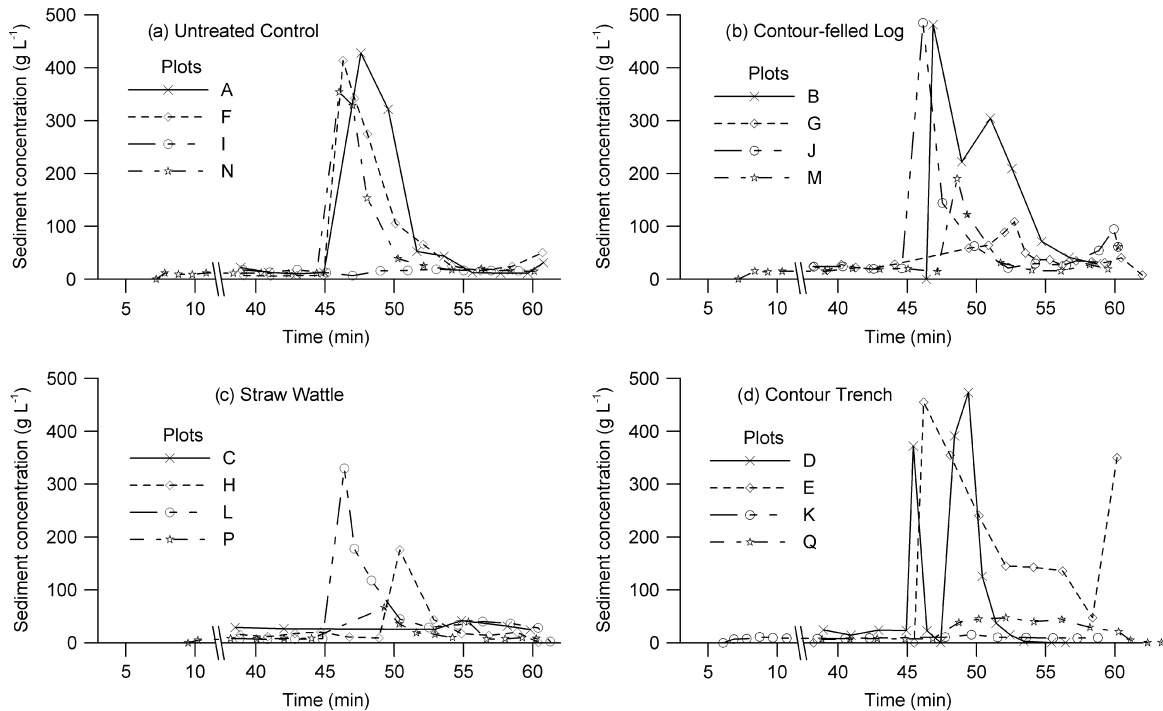 (a) Untreated Control
Sediment concentration (g L⁻¹)
500
400
300
200
100
0
Plots
A
F
I
N
5 10 40 45 50 55 60
Time (min)
(b) Contour-felled Log
Sediment concentration (g L⁻¹)
500
400
300
200
100
0
Plots
B
G
J
M
5 10 40 45 50 55 60
Time (min)
(c) Straw Wattle
Sediment concentration (g L⁻¹)
500
400
300
200
100
0
Plots
C
H
L
P
5 10 40 45 50 55 60
Time (min)
(d) Contour Trench
Sediment concentration (g L⁻¹)
500
400
300
200
100
0
Plots
D
E
K
Q
5 10 40 45 50 55 60
Time (min)